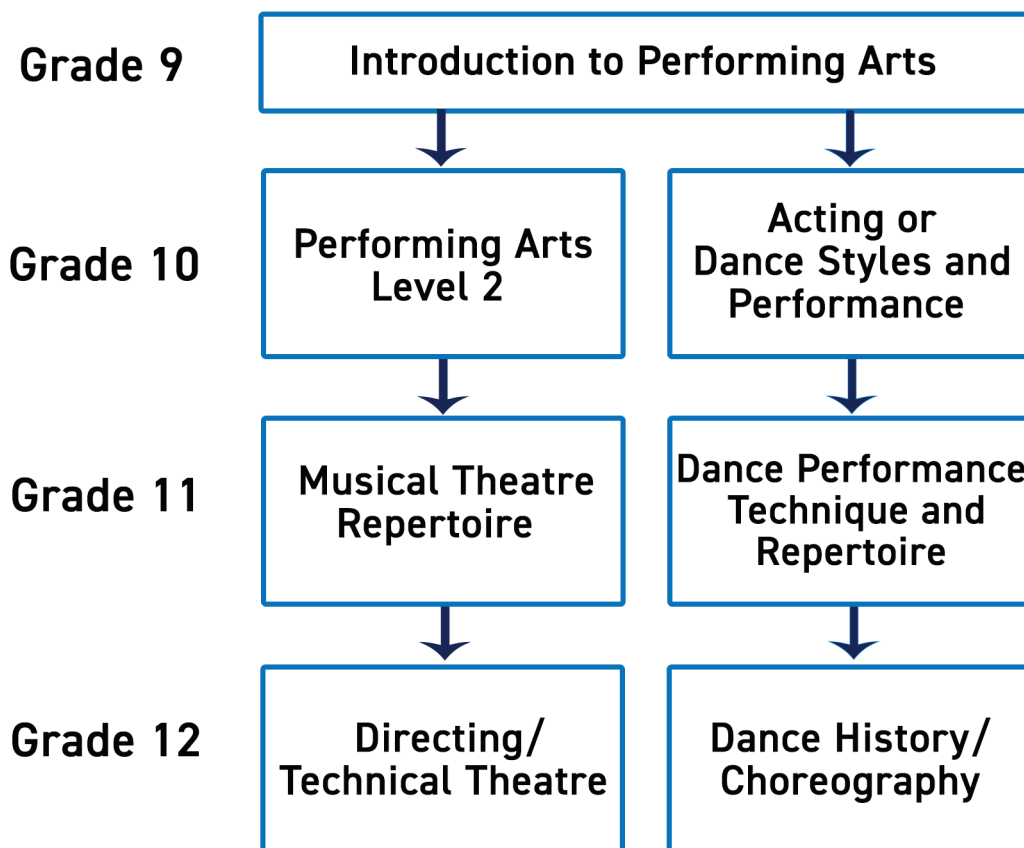 Grade 9
Introduction to Performing Arts
Grade 10
Performing Arts
Level 2
Acting or
Dance Styles and
Performance
Grade 11
Musical Theatre
Repertoire
Dance Performance
Technique and
Repertoire
Grade 12
Directing/
Technical Theatre
Dance History/
Choreography